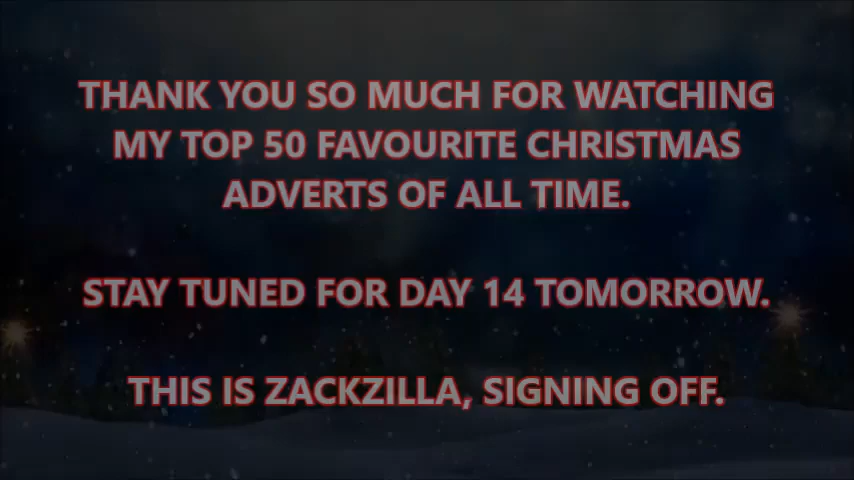 THANK YOU SO MUCH FOR WATCHING
MY TOP 50 FAVOURITE CHRISTMAS
ADVERTS OF ALL TIME.
STAY TUNED FOR DAY 14 TOMORROW.
THIS IS ZACKZILLA, SIGNING OFF.